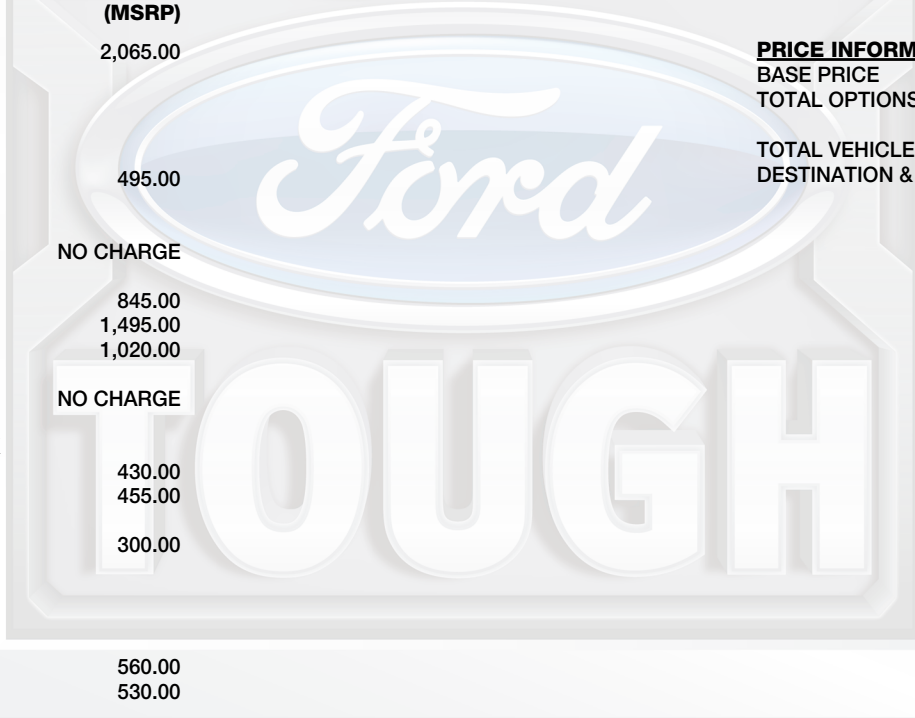 (MSRP)
2,065.00
495.00
NO CHARGE
845.00
1,495.00
1,020.00
NO CHARGE
430.00
455.00
300.00
560.00
530.00
PRICE INFORM
BASE PRICE
TOTAL OPTIONS
TOTAL VEHICLE
DESTINATION &
Ford
TOUGH